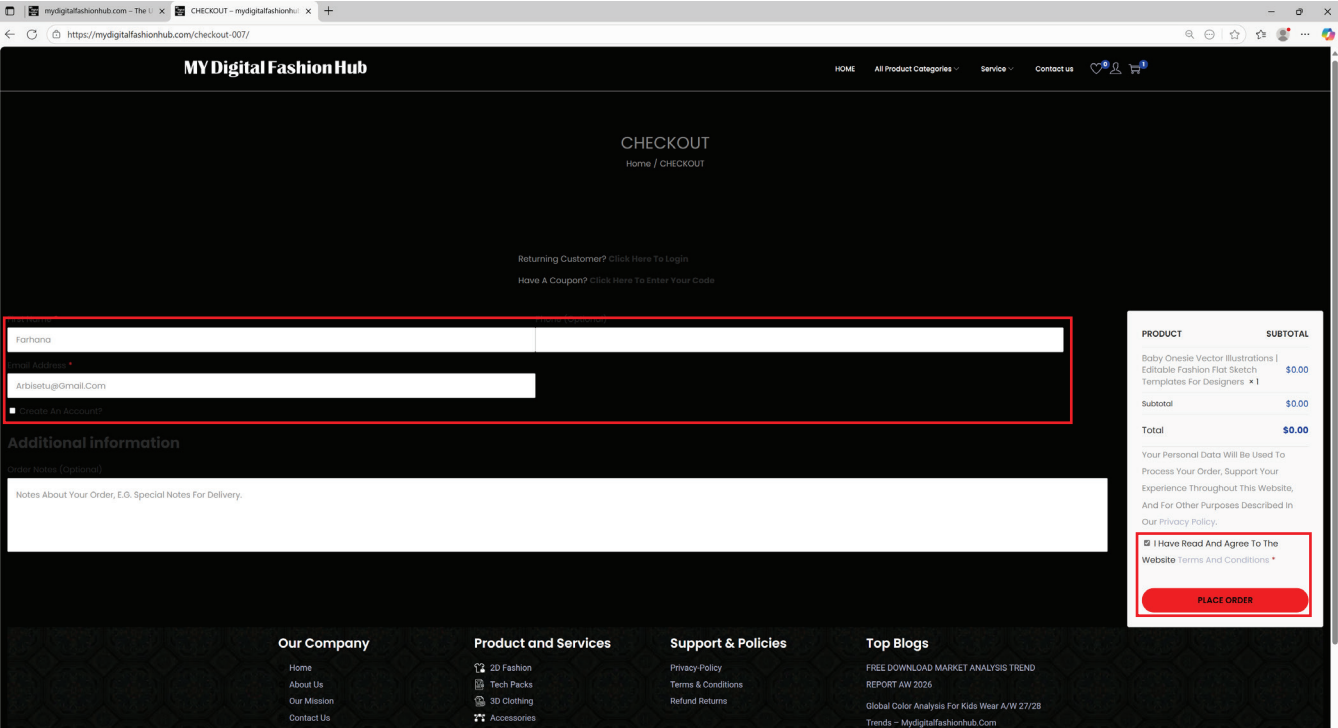 mydigitalfashionhub.com – The U
CHECKOUT – mydigitalfashionhub
https://mydigitalfashionhub.com/checkout-007/
MY Digital Fashion Hub
HOME
All Product Categories
Service
Contact us
0
1
CHECKOUT
Home / CHECKOUT
Returning Customer? Click Here To Login
Have A Coupon? Click Here To Enter Your Code
Farhana
Email Address *
Arbisetu@Gmail.Com
Create An Account?
Additional information
Order Notes (Optional)
Notes About Your Order, E.G. Special Notes For Delivery.
PRODUCT SUBTOTAL
Baby Onesie Vector Illustrations |
Editable Fashion Flat Sketch $0.00
Templates For Designers × 1
Subtotal $0.00
Total $0.00
Your Personal Data Will Be Used To
Process Your Order, Support Your
Experience Throughout This Website,
And For Other Purposes Described In
Our Privacy Policy.
I Have Read And Agree To The
Website Terms And Conditions *
PLACE ORDER
Our Company
Home
About Us
Our Mission
Contact Us
Product and Services
2D Fashion
Tech Packs
3D Clothing
Accessories
Support & Policies
Privacy-Policy
Terms & Conditions
Refund Returns
Top Blogs
FREE DOWNLOAD MARKET ANALYSIS TREND
REPORT AW 2026
Global Color Analysis For Kids Wear A/W 27/28
Trends – Mydigitalfashionhub.Com